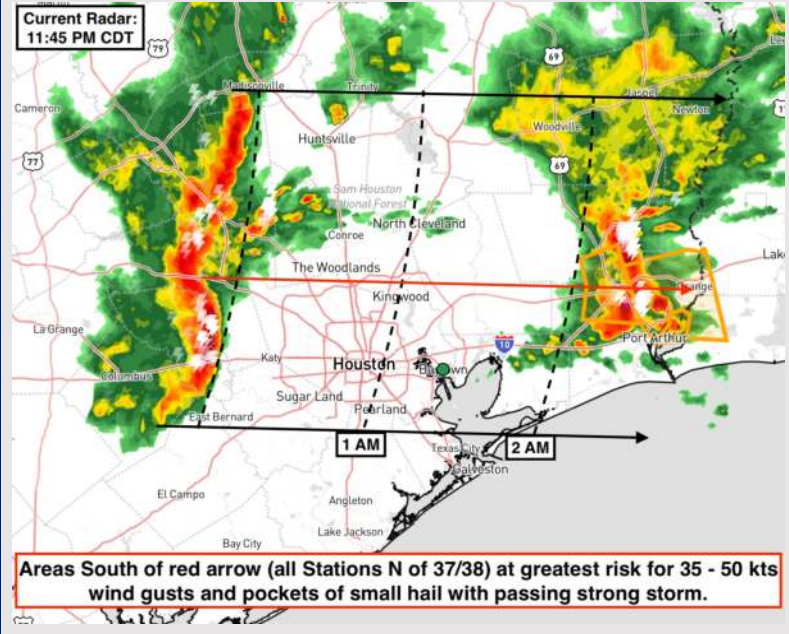 Current Radar:
11:45 PM CDT
79
69
Madisonville
Trinity
Jasper
Cameron
Newton
Woodville
Huntsville
77
69
Sam Houston
National Forest
North Cleveland
Conroe
The Woodlands
Kingwood
Orange
La Grange
Port Arthur
10
Katy
Houston
Baytown
Columbus
Sugar Land
Pearland
East Bernard
1 AM
2 AM
Texas City
Galveston
El Campo
Angleton
Lake Jackson
Bay City
Areas South of red arrow (all Stations N of 37/38) at greatest risk for 35 - 50 kts
wind gusts and pockets of small hail with passing strong storm.